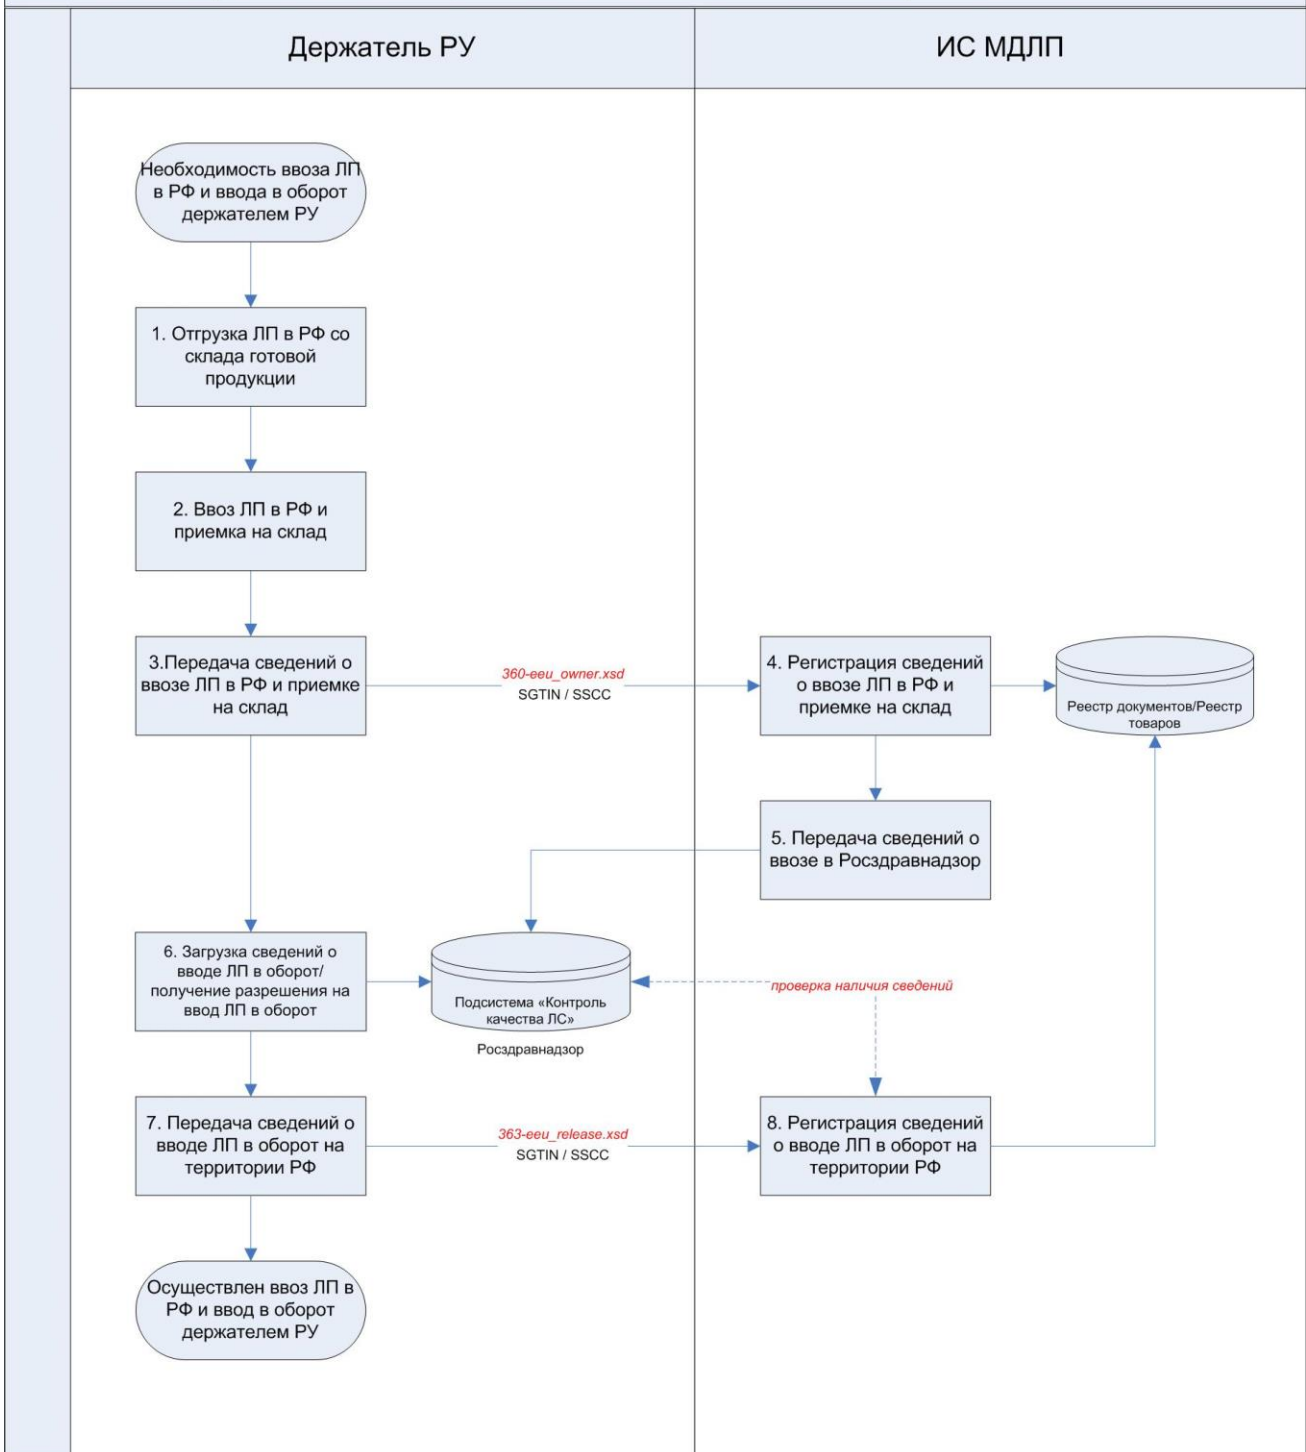 Держатель РУ
ИС МДЛП
Необходимость ввоза ЛП
в РФ и ввода в оборот
держателем РУ
1. Отгрузка ЛП в РФ со
склада готовой
продукции
2. Ввоз ЛП в РФ и
приемка на склад
3.Передача сведений о
ввозе ЛП в РФ и приемке
на склад
360-eeu_owner.xsd
SGTIN / SSCC
4. Регистрация сведений
о ввозе ЛП в РФ и
приемке на склад
Реестр документов/Реестр
товаров
5. Передача сведений о
ввозе в Росздравнадзор
6. Загрузка сведений о
вводе ЛП в оборот/
получение разрешения на
ввод ЛП в оборот
Подсистема «Контроль
качества ЛС»
Росздравнадзор
проверка наличия сведений
7. Передача сведений о
вводе ЛП в оборот на
территории РФ
363-eeu_release.xsd
SGTIN / SSCC
8. Регистрация сведений
о вводе ЛП в оборот на
территории РФ
Осуществлен ввоз ЛП в
РФ и ввод в оборот
держателем РУ